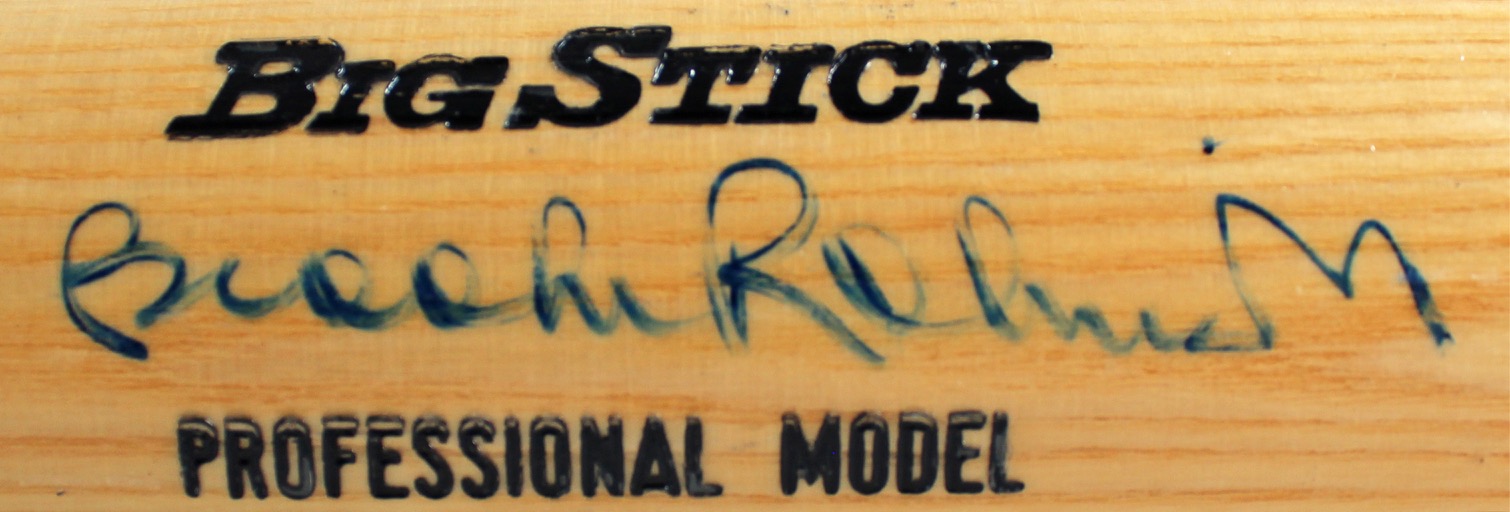 BIG STICK
Brooks Robinson
PROFESSIONAL MODEL